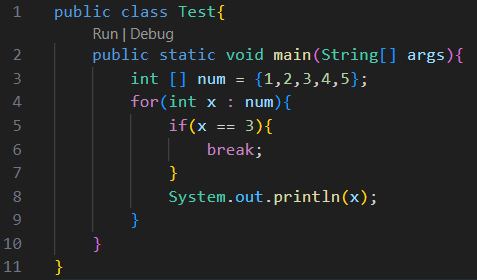 1 public class Test{
Run | Debug
2 public static void main(String[] args){
3 int [] num = {1,2,3,4,5};
4 for(int x : num){
5 if(x == 3){
6 break;
7 }
8 System.out.println(x);
9 }
10 }
11 }